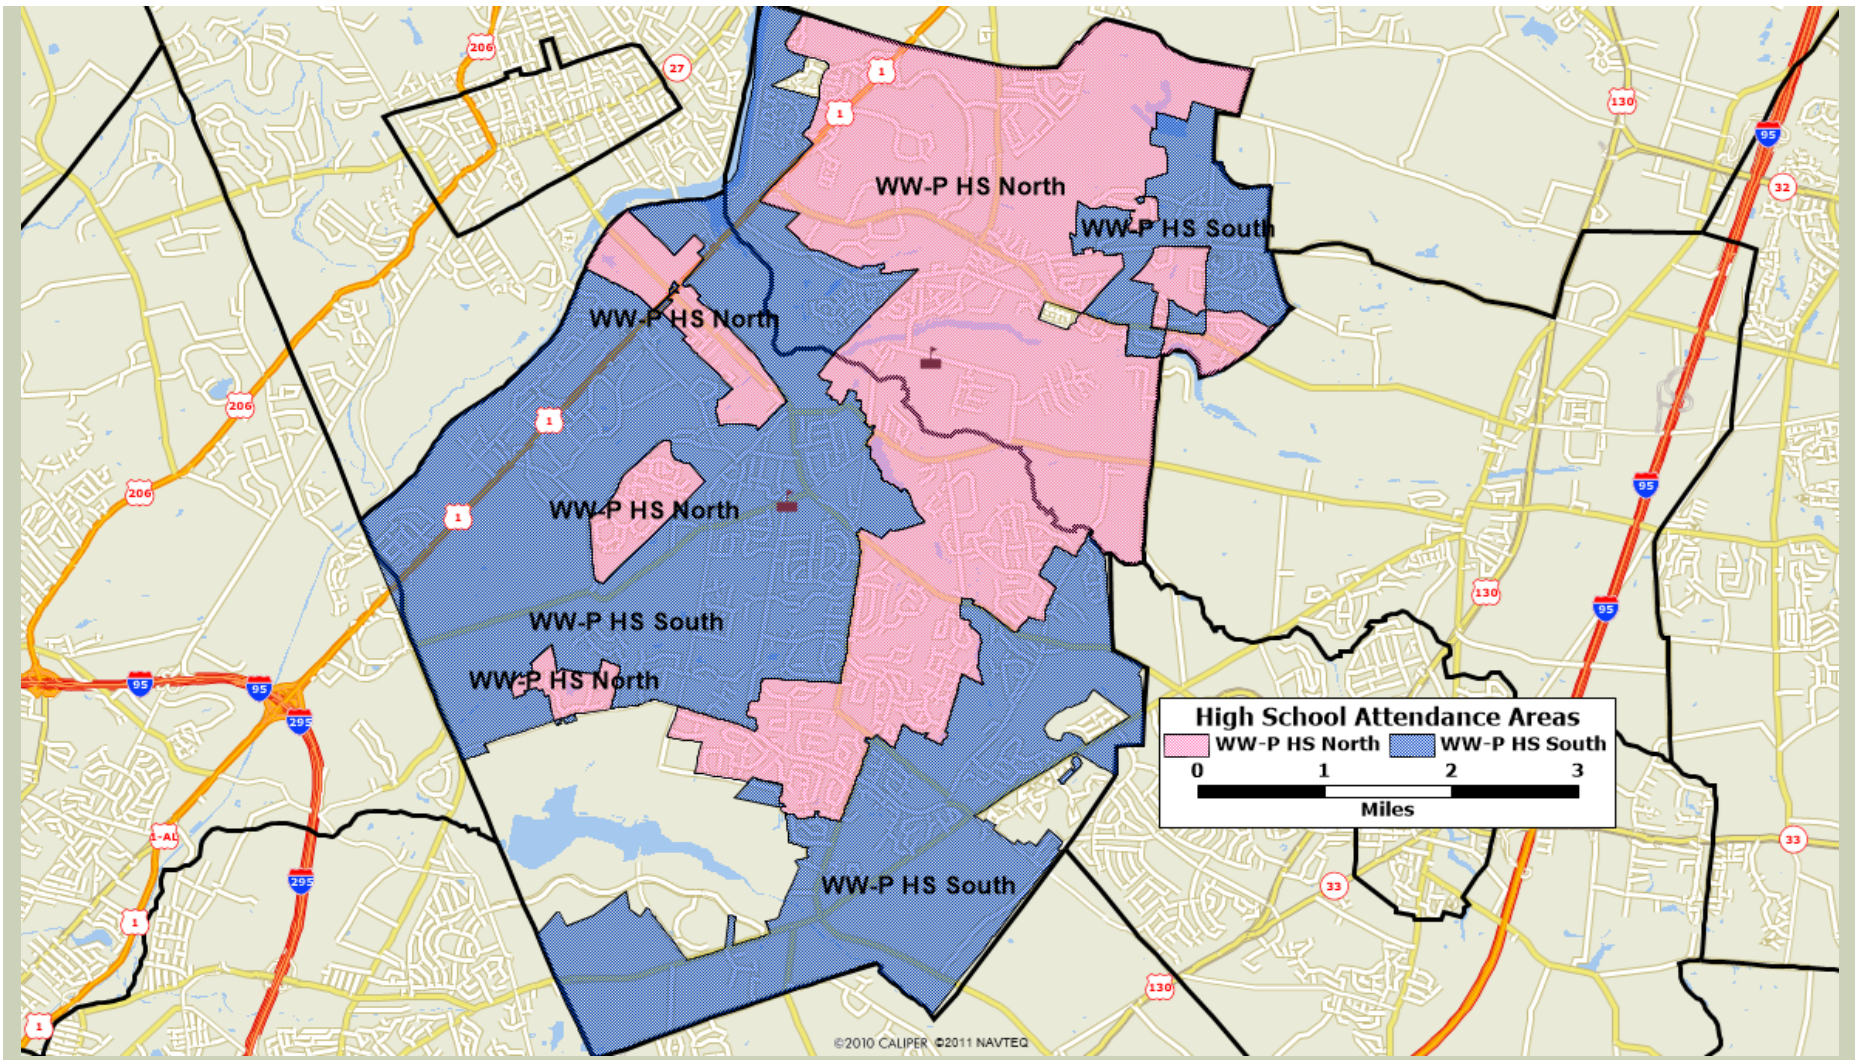 206
27
1
1
130
95
32
WW-P HS North
WW-P HS South
WW-P HS North
206
1
95
206
1
WW-P HS North
130
95
WW-P HS South
WW-P HS North
95
95
295
High School Attendance Areas
WW-P HS North WW-P HS South
0 1 2 3
Miles
1-AL
33
295
WW-P HS South
33
1
130
1
©2010 CALIPER ©2011 NAVTEQ